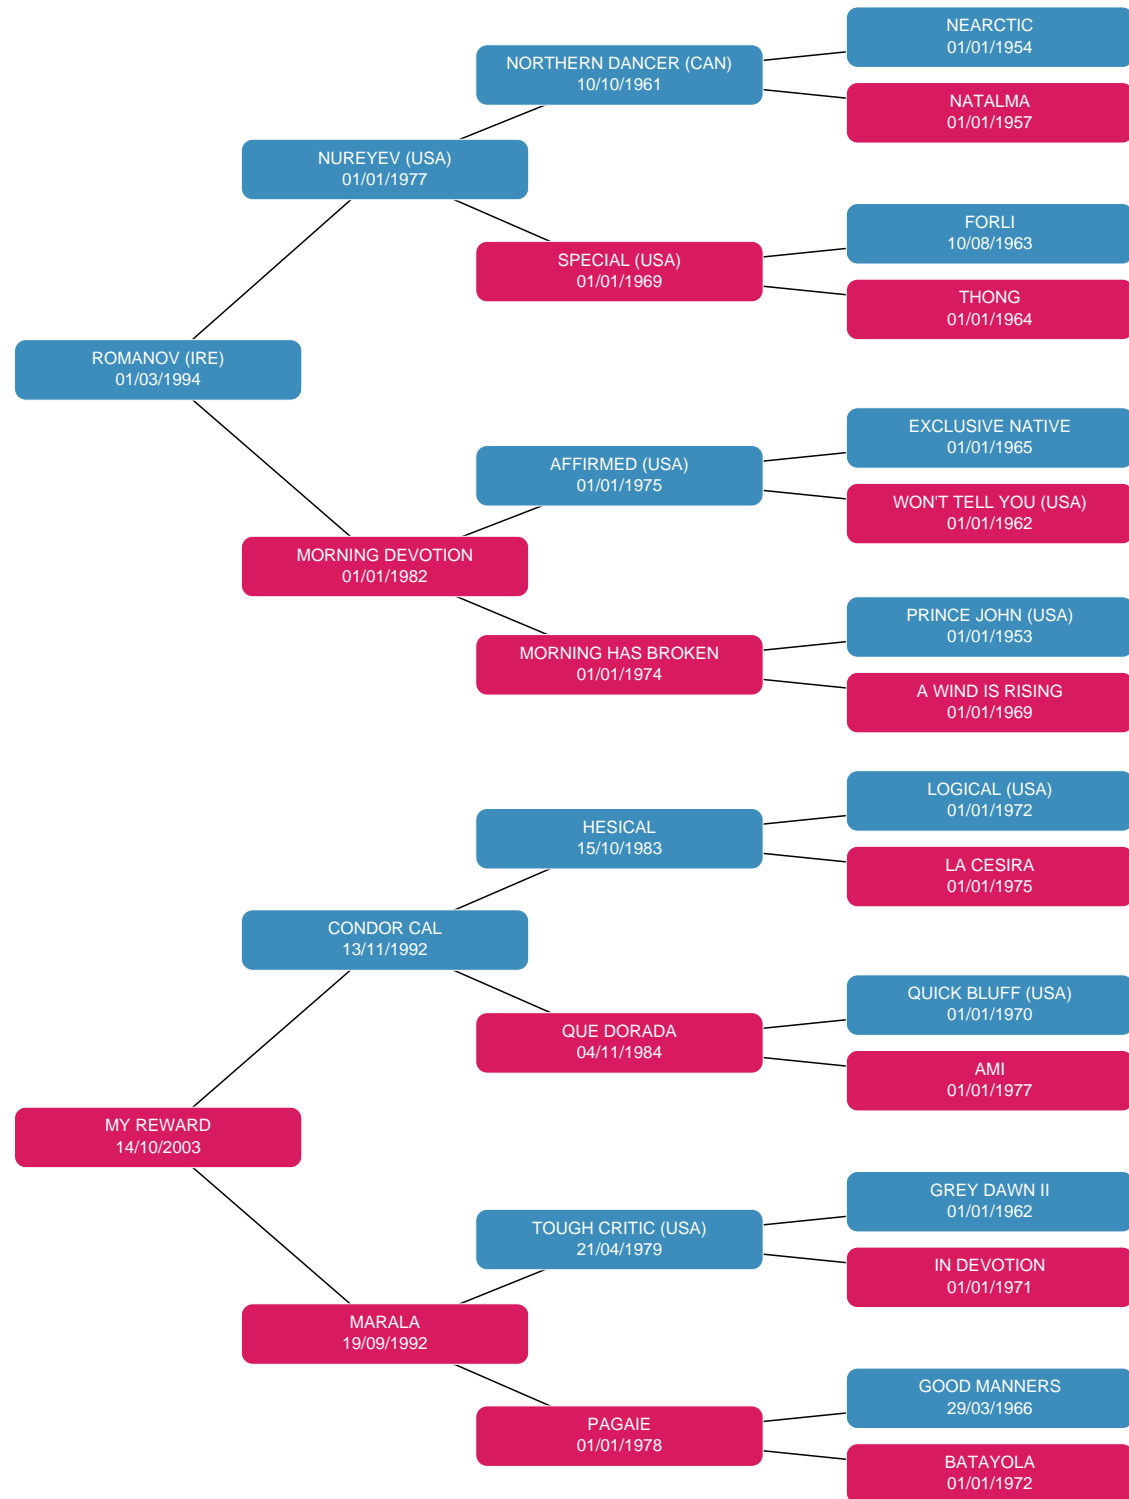 NEARCTIC
01/01/1954
NORTHERN DANCER (CAN)
10/10/1961
NATALMA
01/01/1957
NUREYEV (USA)
01/01/1977
FORLI
10/08/1963
SPECIAL (USA)
01/01/1969
THONG
01/01/1964
ROMANOV (IRE)
01/03/1994
EXCLUSIVE NATIVE
01/01/1965
AFFIRMED (USA)
01/01/1975
WON'T TELL YOU (USA)
01/01/1962
MORNING DEVOTION
01/01/1982
PRINCE JOHN (USA)
01/01/1953
MORNING HAS BROKEN
01/01/1974
A WIND IS RISING
01/01/1969
LOGICAL (USA)
01/01/1972
HESICAL
15/10/1983
LA CESIRA
01/01/1975
CONDOR CAL
13/11/1992
QUICK BLUFF (USA)
01/01/1970
QUE DORADA
04/11/1984
AMI
01/01/1977
MY REWARD
14/10/2003
GREY DAWN II
01/01/1962
TOUGH CRITIC (USA)
21/04/1979
IN DEVOTION
01/01/1971
MARALA
19/09/1992
GOOD MANNERS
29/03/1966
PAGAIE
01/01/1978
BATAYOLA
01/01/1972